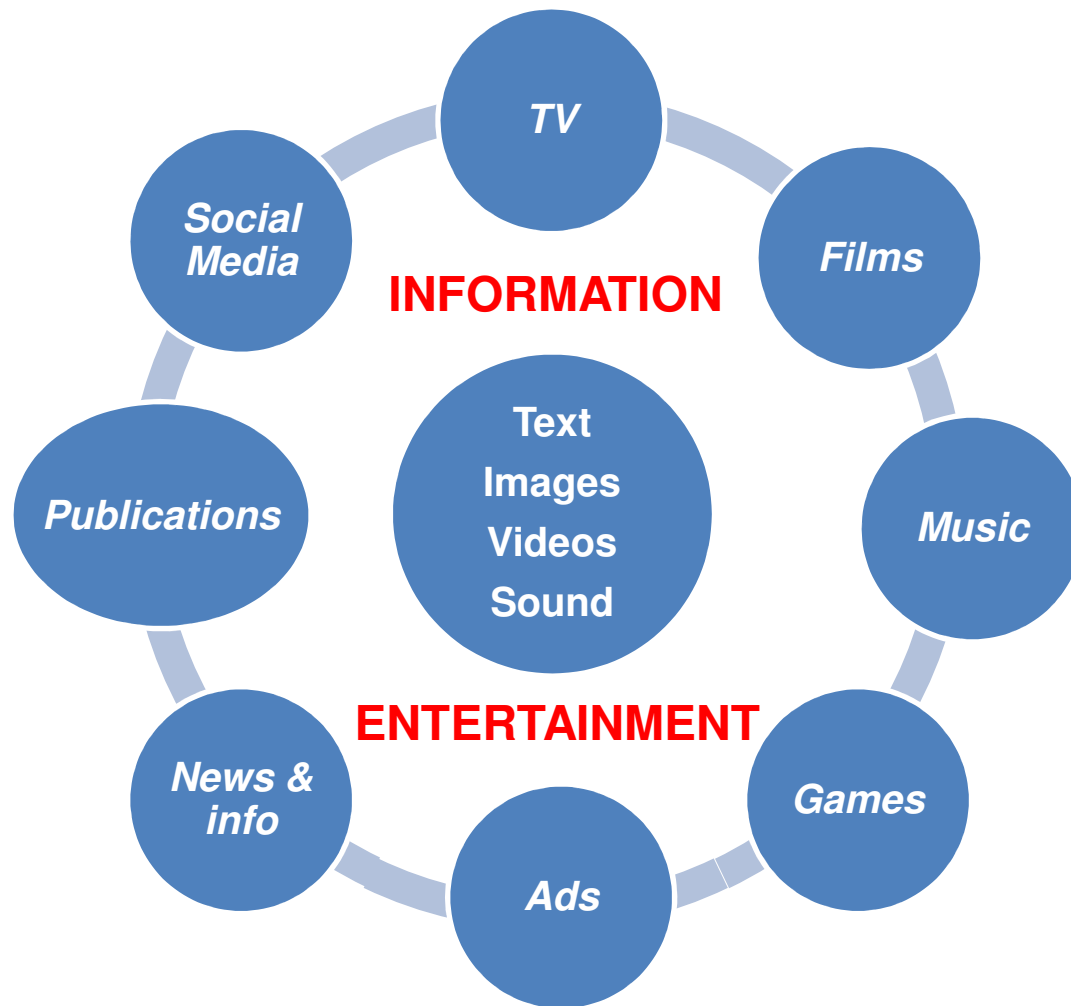 TV
Social
Media
Films
INFORMATION
Text
Images
Videos
Sound
Publications
Music
ENTERTAINMENT
News &
info
Games
Ads